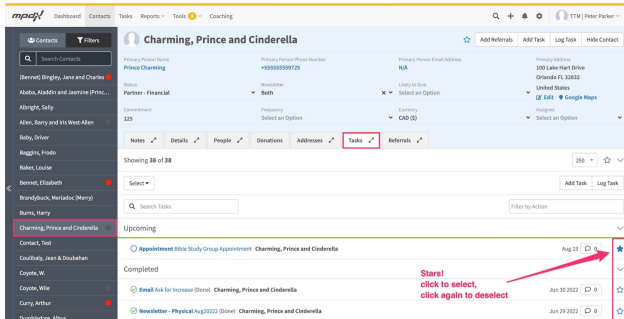 mpdx Dashboard Contacts Tasks Reports Tools 2 Coaching TTM | Peter Parker
Contacts Filters
Search Contacts
(Bennet) Bingley, Jane and Charles
Ababa, Aladdin and Jasmine (Princ...
Albright, Sally
Allen, Barry and Iris West-Allen
Baby, Driver
Baggins, Frodo
Baker, Louise
Bennet, Elizabeth
Brandybuck, Meriadoc (Merry)
Burns, Harry
Charming, Prince and Cinderella
Contact, Test
Coulibaly, Jean & Doubahan
Coyote, W.
Coyote, Wile
Curry, Arthur
Dumbledore, Albus
Charming, Prince and Cinderella
Add Referrals Add Task Log Task Hide Contact
Primary Person Name Primary Person Phone Number Primary Person Email Address Primary Address
Prince Charming +555555559726 N/A 100 Lake Hart Drive
Orlando FL 32832
United States
Edit Google Maps
Status Newsletter Likely to Give
Partner - Financial Both Select an Option
Commitment Frequency Currency Assignee
125 Select an Option CAD ($) Select an Option
Notes Details People Donations Addresses Tasks Referrals
Showing 38 of 38 250
Select Add Task Log Task
Search Tasks Filter by Action
Upcoming
Appointment Bible Study Group Appointment Charming, Prince and Cinderella Aug 23 0
Completed
Stars!
click to select,
click again to deselect
Email Ask for Increase (Done) Charming, Prince and Cinderella Jun 30 2022 0
Newsletter - Physical Aug20222 (Done) Charming, Prince and Cinderella Jun 29 2022 0